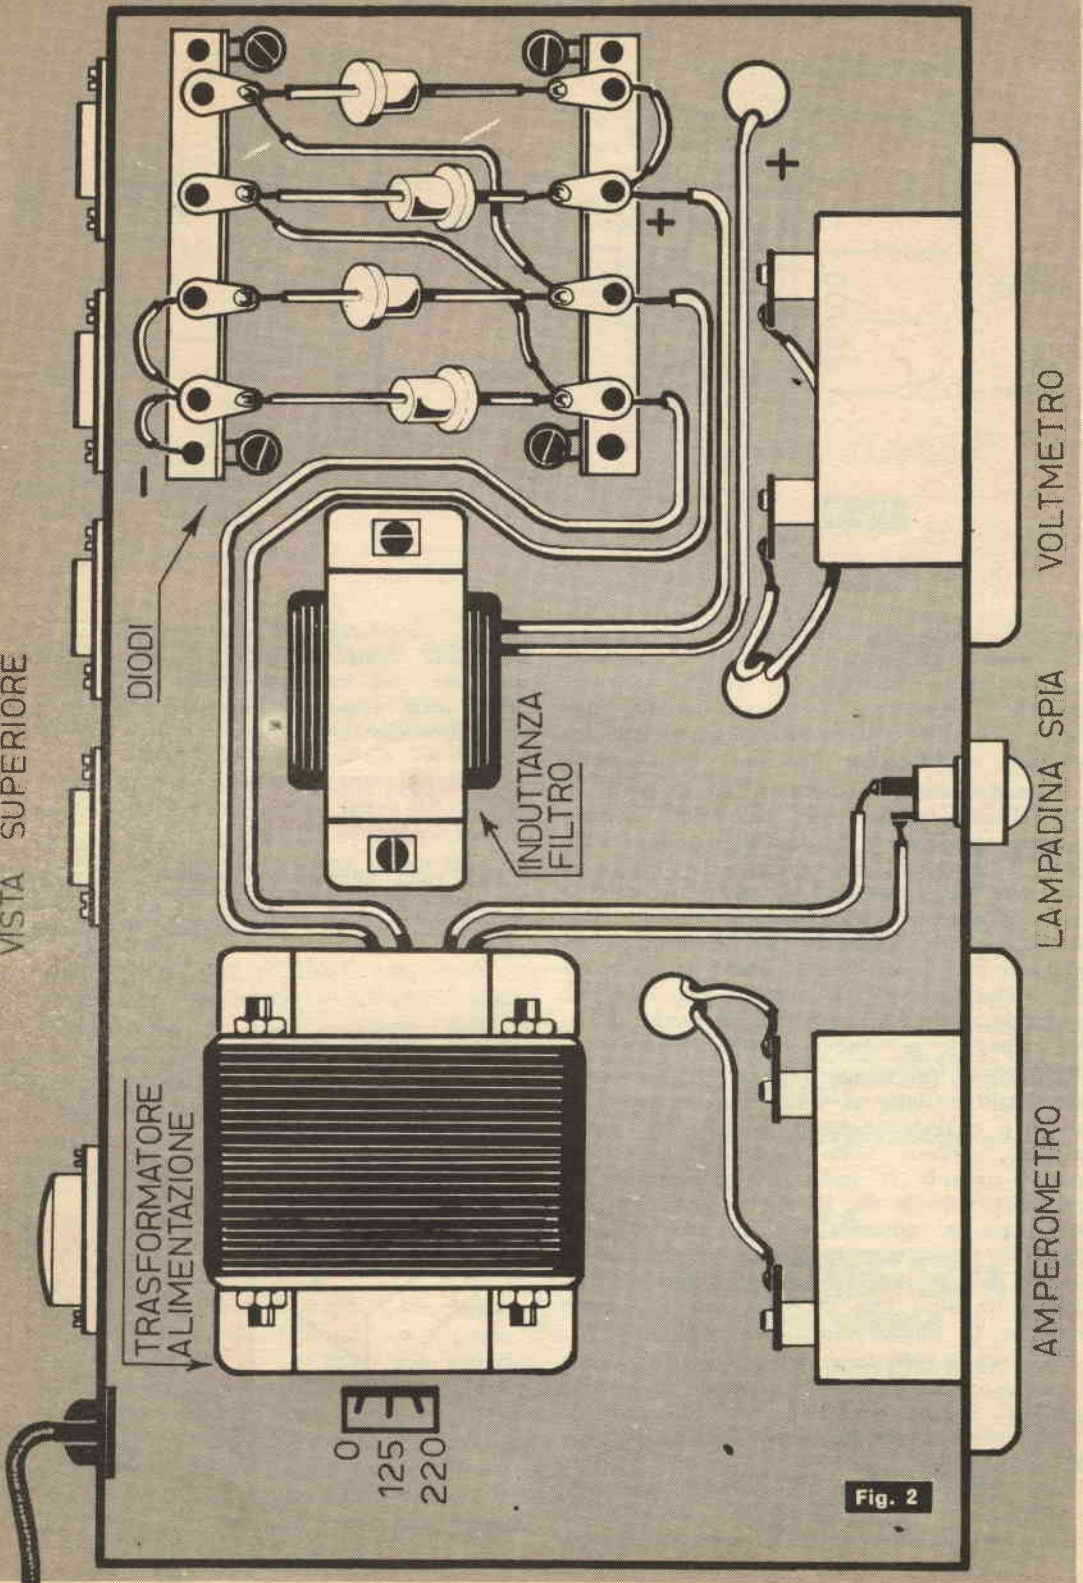 VISTA SUPERIORE
+
+
-
DIODI
INDUTTANZA
FILTRO
TRASFORMATORE
ALIMENTAZIONE
0
125
220
VOLTMETRO
LAMPADINA SPIA
AMPEROMETRO
Fig. 2